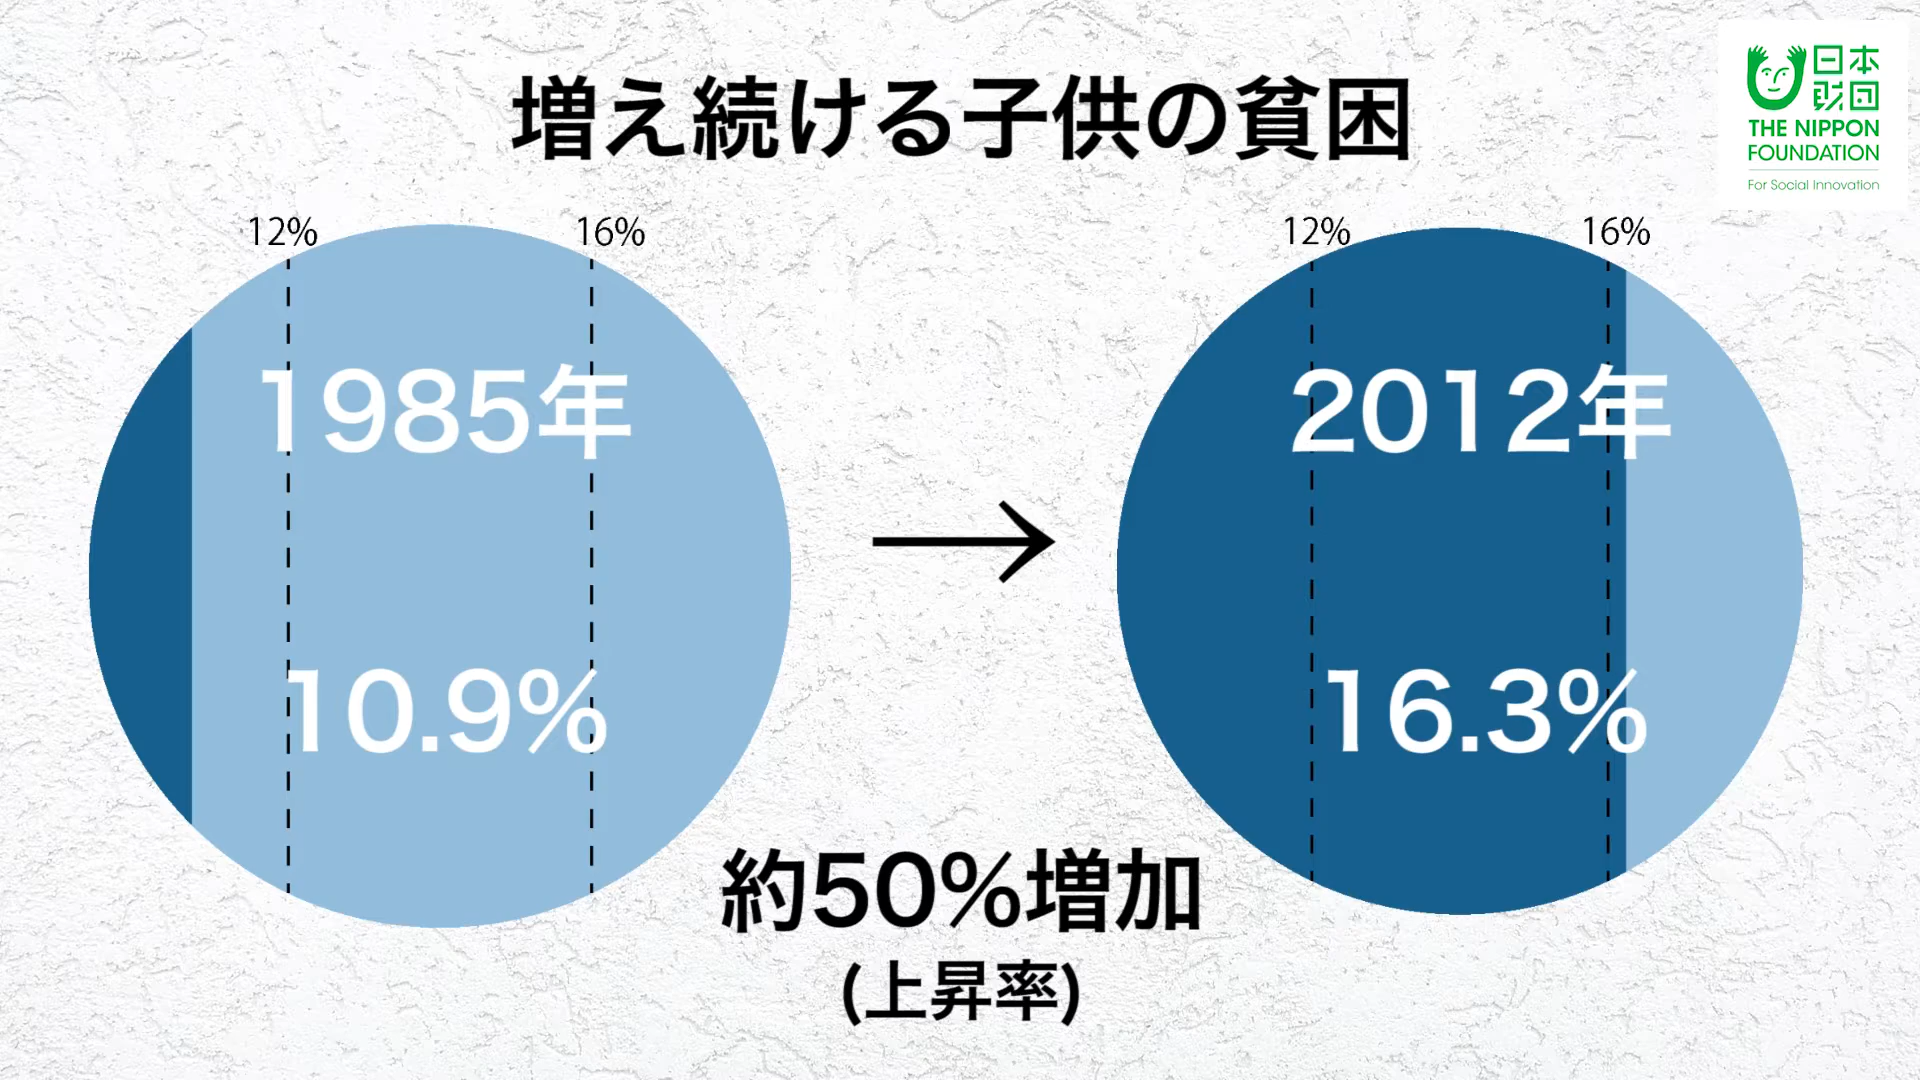 増え続ける子供の貧困
日本
財団
THE NIPPON
FOUNDATION
For Social Innovation
12%
16%
1985年
10.9%
→
12%
16%
2012年
16.3%
約50%増加
(上昇率)